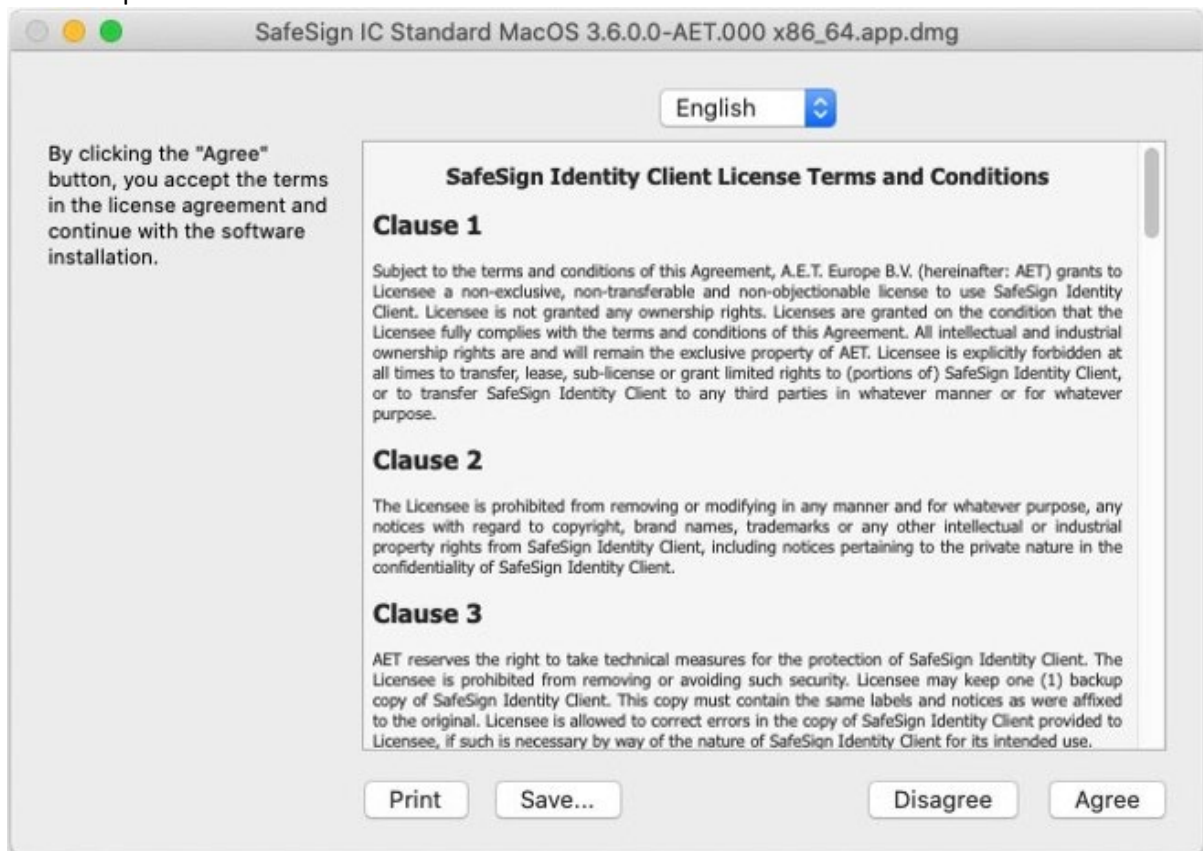 SafeSign IC Standard MacOS 3.6.0.0-AET.000 x86_64.app.dmg
English
By clicking the "Agree"
button, you accept the terms
in the license agreement and
continue with the software
installation.
SafeSign Identity Client License Terms and Conditions
Clause 1
Subject to the terms and conditions of this Agreement, A.E.T. Europe B.V. (hereinafter: AET) grants to
Licensee a non-exclusive, non-transferable and non-objectionable license to use SafeSign Identity
Client. Licensee is not granted any ownership rights. Licenses are granted on the condition that the
Licensee fully complies with the terms and conditions of this Agreement. All intellectual and industrial
ownership rights are and will remain the exclusive property of AET. Licensee is explicitly forbidden at
all times to transfer, lease, sub-license or grant limited rights to (portions of) SafeSign Identity Client,
or to transfer SafeSign Identity Client to any third parties in whatever manner or for whatever
purpose.
Clause 2
The Licensee is prohibited from removing or modifying in any manner and for whatever purpose, any
notices with regard to copyright, brand names, trademarks or any other intellectual or industrial
property rights from SafeSign Identity Client, including notices pertaining to the private nature in the
confidentiality of SafeSign Identity Client.
Clause 3
AET reserves the right to take technical measures for the protection of SafeSign Identity Client. The
Licensee is prohibited from removing or avoiding such security. Licensee may keep one (1) backup
copy of SafeSign Identity Client. This copy must contain the same labels and notices as were affixed
to the original. Licensee is allowed to correct errors in the copy of SafeSign Identity Client provided to
Licensee, if such is necessary by way of the nature of SafeSign Identity Client for its intended use.
Print Save... Disagree Agree